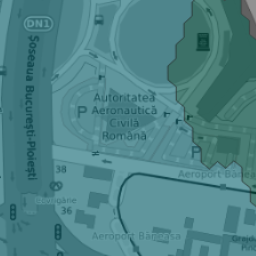 DN1
Șoseaua București-Ploiești
Autoritatea
Aeronautică
Civilă
Română
P
P
38
Aeroport Băneasa
36
Aeroport Băneasa